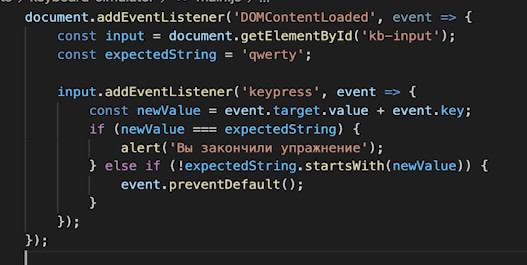 document.addEventListener('DOMContentLoaded', event => {
    const input = document.getElementById('kb-input');
    const expectedString = 'qwerty';

    input.addEventListener('keypress', event => {
        const newValue = event.target.value + event.key;
        if (newValue === expectedString) {
            alert('Вы закончили упражнение');
        } else if (!expectedString.startsWith(newValue)) {
            event.preventDefault();
        }
    });
});